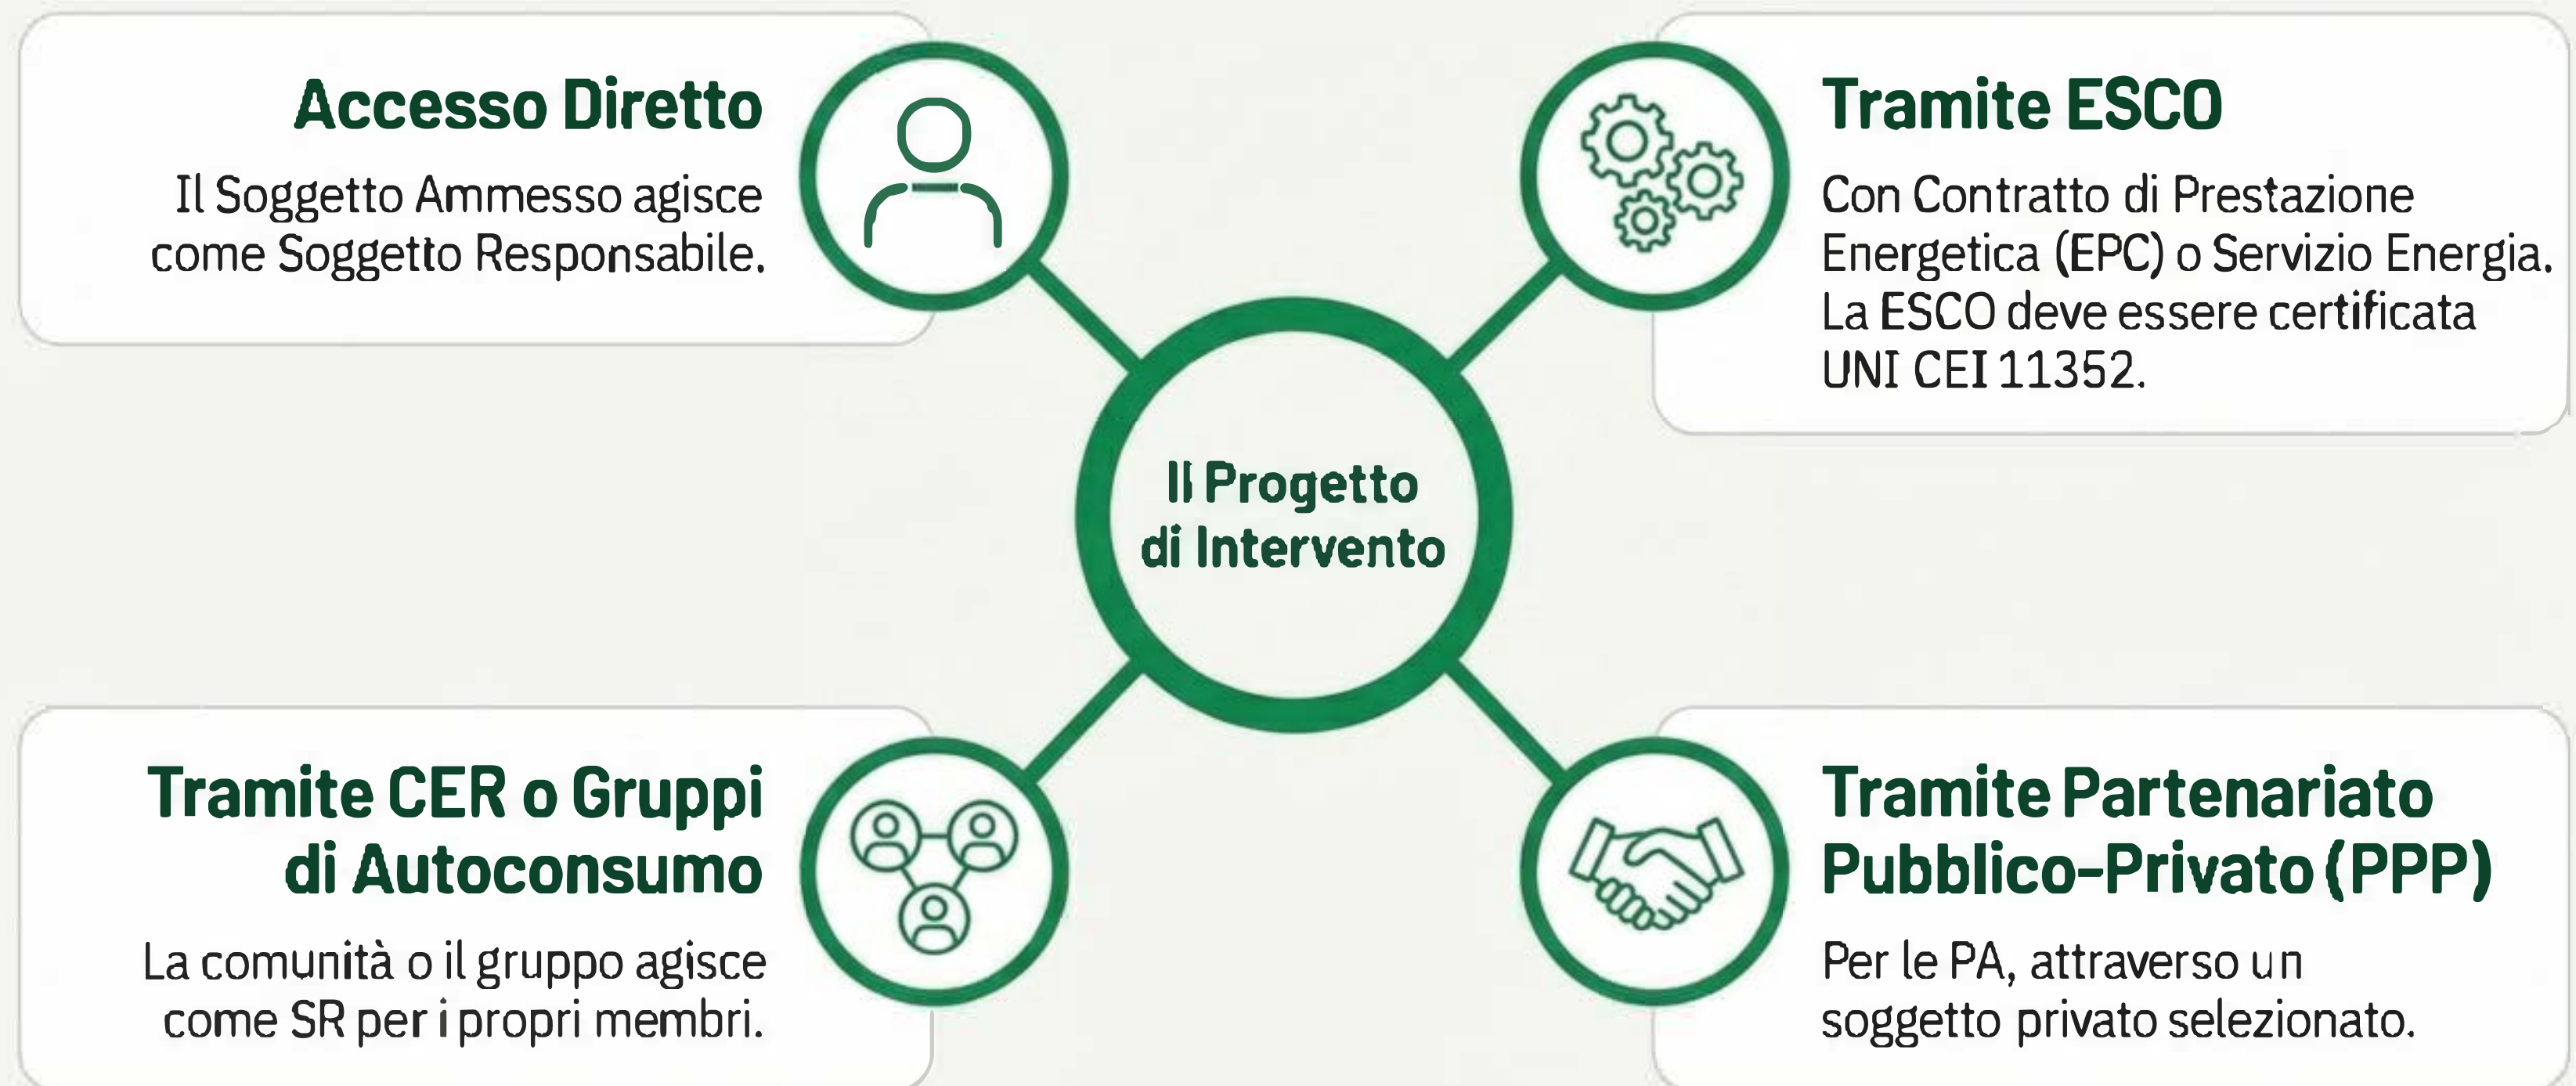 Accesso Diretto
Il Soggetto Ammesso agisce
come Soggetto Responsabile.
Tramite ESCO
Con Contratto di Prestazione
Energetica (EPC) o Servizio Energia.
La ESCO deve essere certificata
UNI CEI 11352.
Il Progetto
di Intervento
Tramite CER o Gruppi
di Autoconsumo
La comunità o il gruppo agisce
come SR per i propri membri.
Tramite Partenariato
Pubblico-Privato (PPP)
Per le PA, attraverso un
soggetto privato selezionato.